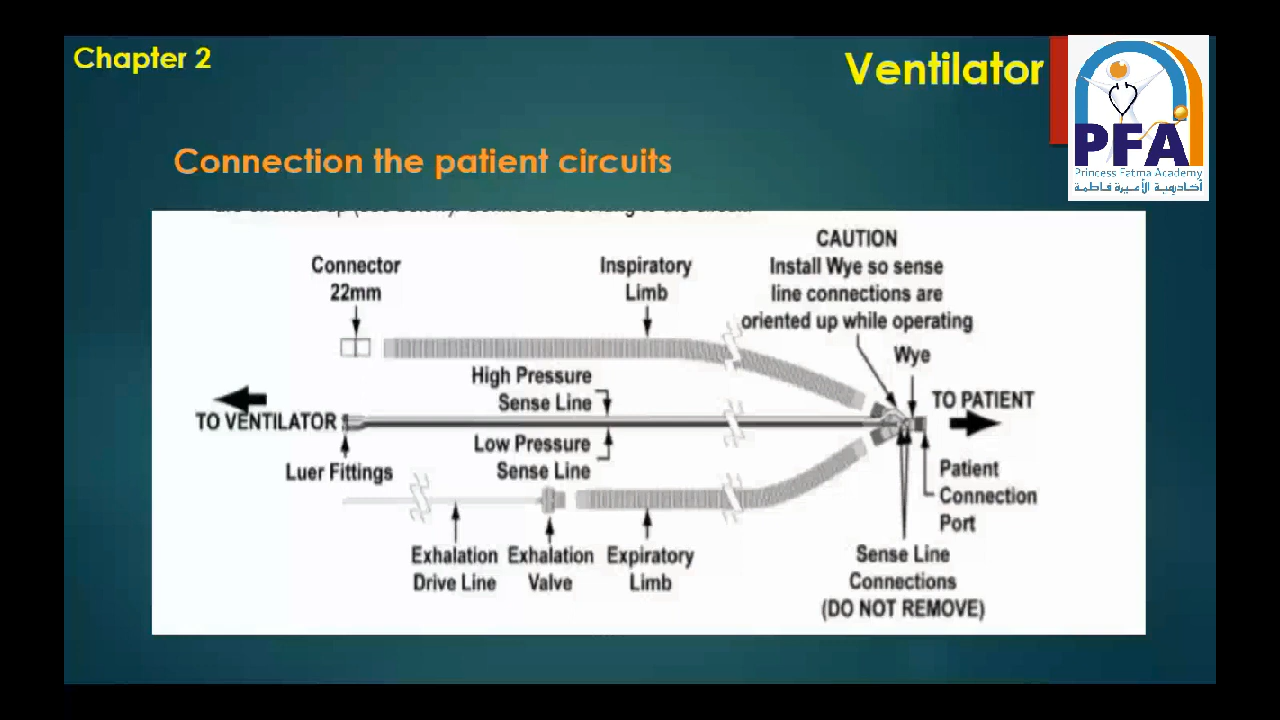 Chapter 2
Ventilator
PFA
Princess Fatma Academy
أكاديمية الأميرة فاطمة
Connection the patient circuits
CAUTION
Install Wye so sense
line connections are
oriented up while operating
Connector
22mm
Inspiratory
Limb
Wye
High Pressure
Sense Line
TO PATIENT
TO VENTILATOR
Low Pressure
Sense Line
Luer Fittings
Patient
Connection
Port
Exhalation
Drive Line
Exhalation
Valve
Expiratory
Limb
Sense Line
Connections
(DO NOT REMOVE)